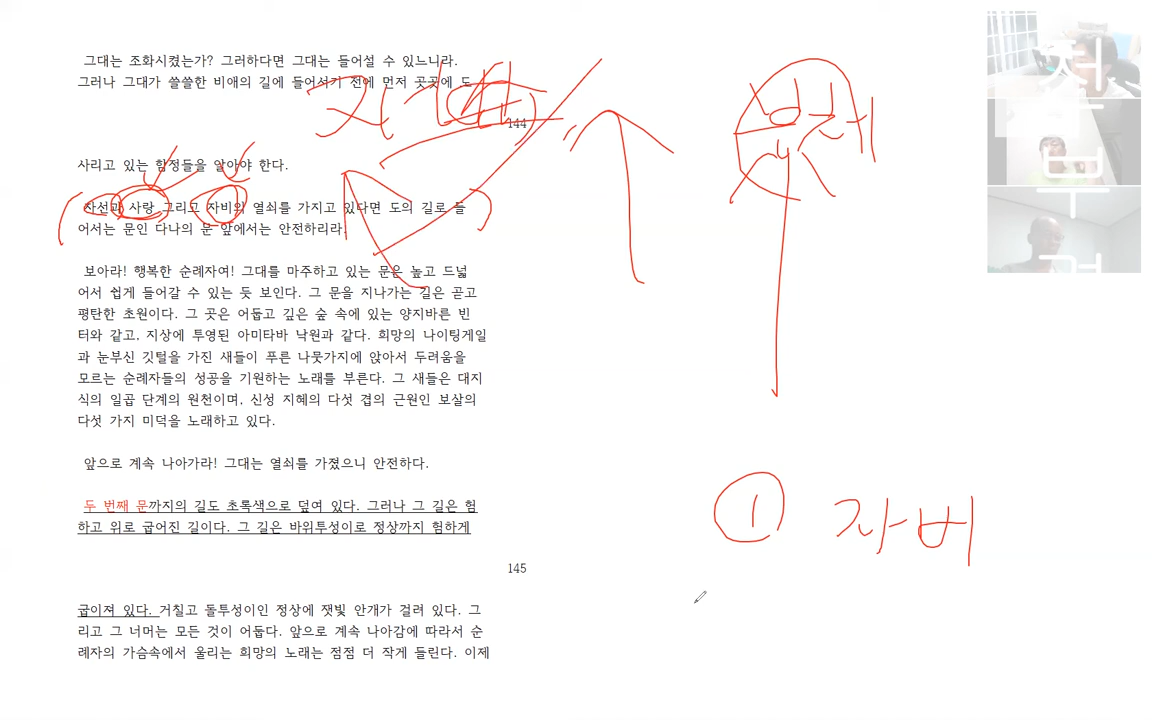 그대는 조화시켰는가? 그러하다면 그대는 들어설 수 있느니라.
그러나 그대가 쓸쓸한 비애의 길에 들어서기 전에 먼저 곳곳에 도
144
사리고 있는 함정들을 알아야 한다.
자선과 사랑 그리고 자비의 열쇠를 가지고 있다면 도의 길로 들
어서는 문인 다나의 문 앞에서는 안전하리라.
보아라! 행복한 순례자여! 그대를 마주하고 있는 문은 높고 드넓
어서 쉽게 들어갈 수 있는 듯 보인다. 그 문을 지나가는 길은 곧고
평탄한 초원이다. 그 곳은 어둡고 깊은 숲 속에 있는 양지바른 빈
터와 같고, 지상에 투영된 아미타바 낙원과 같다. 희망의 나이팅게일
과 눈부신 깃털을 가진 새들이 푸른 나뭇가지에 앉아서 두려움을
모르는 순례자들의 성공을 기원하는 노래를 부른다. 그 새들은 대지
식의 일곱 단계의 원천이며, 신성 지혜의 다섯 겹의 근원인 보살의
다섯 가지 미덕을 노래하고 있다.
앞으로 계속 나아가라! 그대는 열쇠를 가졌으니 안전하다.
두 번째 문까지의 길도 초록색으로 덮여 있다. 그러나 그 길은 험
하고 위로 굽어진 길이다. 그 길은 바위투성이로 정상까지 험하게
1 자비
145
굽이져 있다. 거칠고 돌투성이인 정상에 잿빛 안개가 걸려 있다. 그
리고 그 너머는 모든 것이 어둡다. 앞으로 계속 나아감에 따라서 순
례자의 가슴속에서 울리는 희망의 노래는 점점 더 작게 들린다. 이제